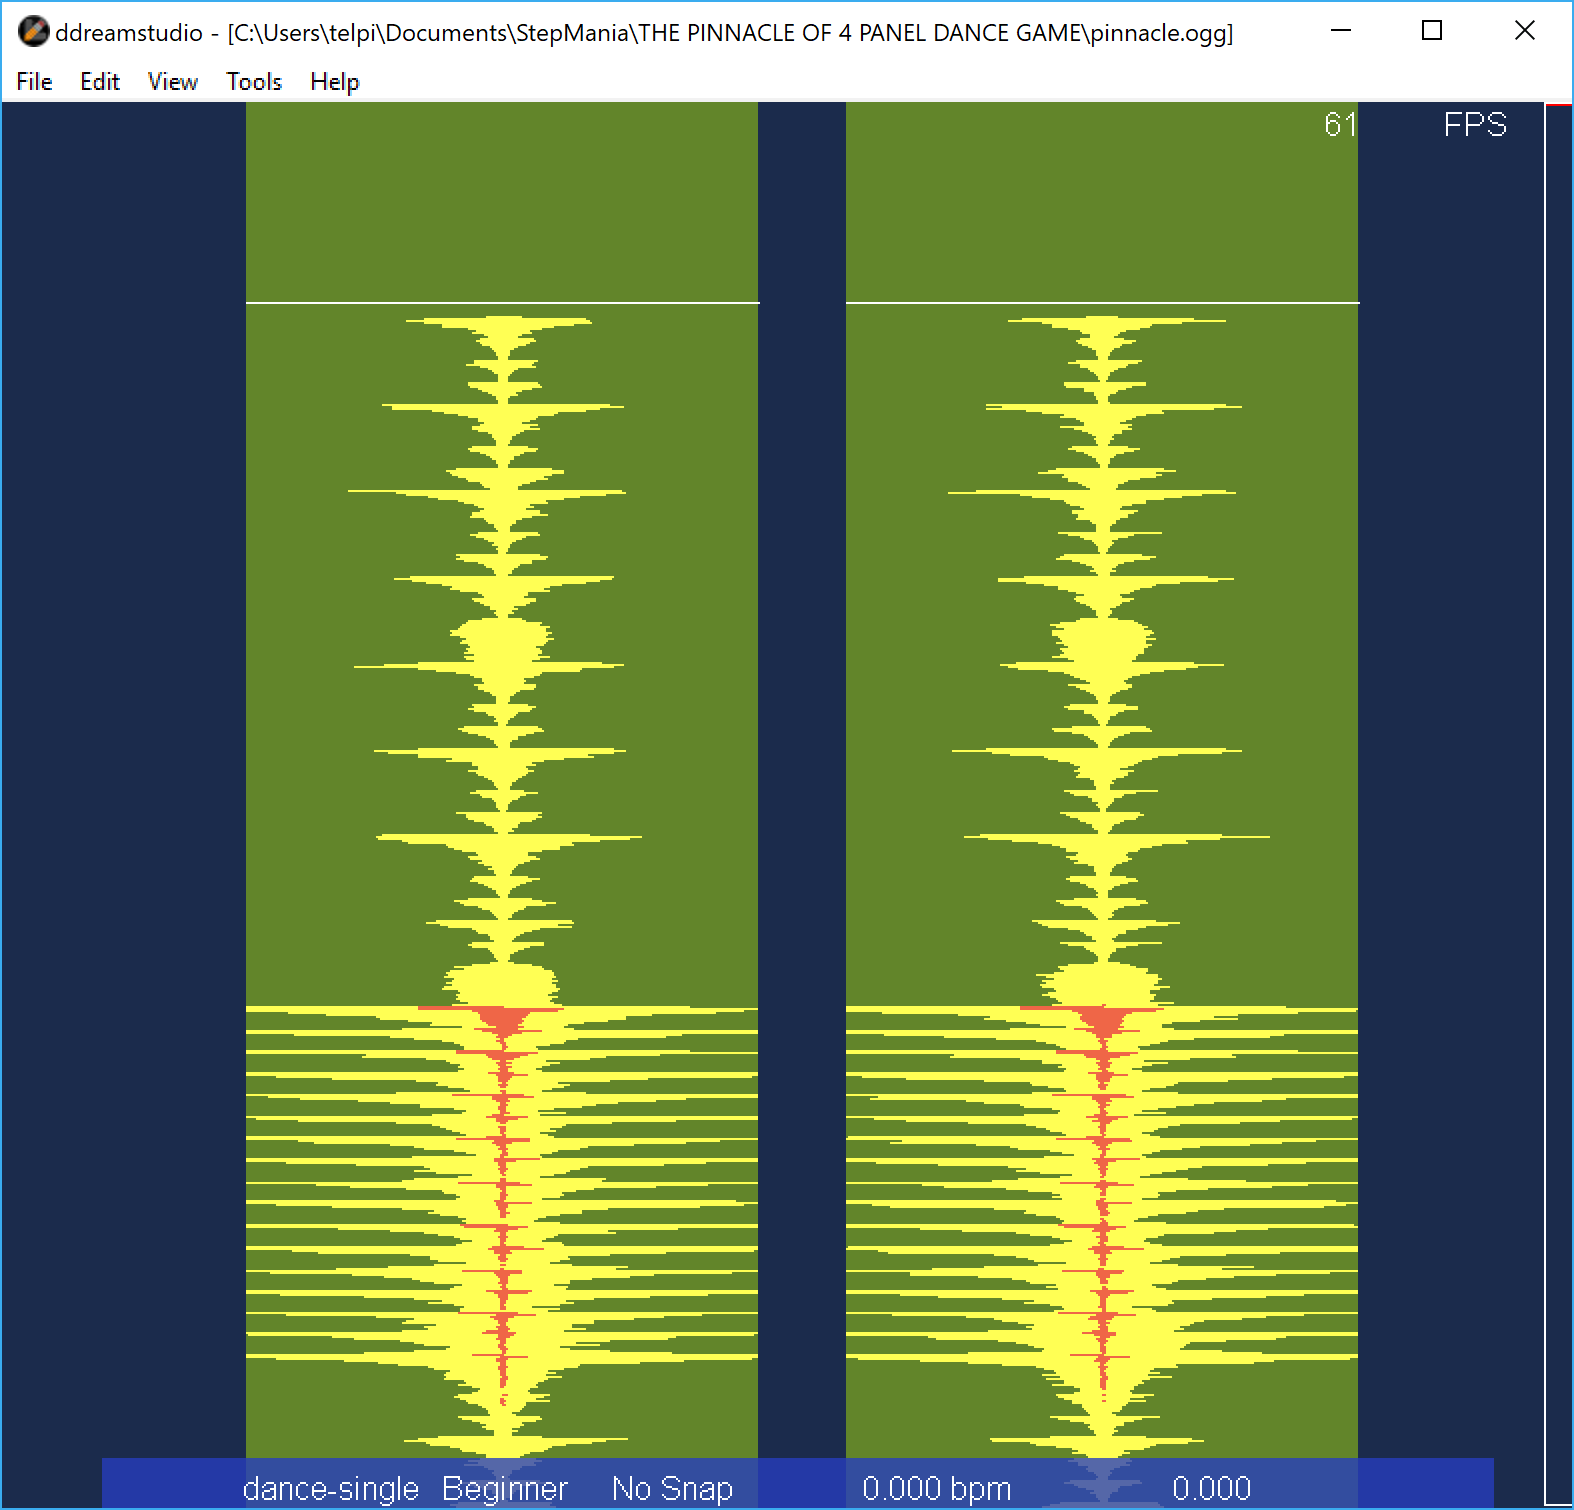 ddreamstudio - [C:\Users\telpi\Documents\StepMania\THE PINNACLE OF 4 PANEL DANCE GAME\pinnacle.ogg]
File Edit View Tools Help
61 FPS
dance-single Beginner No Snap 0.000 bpm 0.000